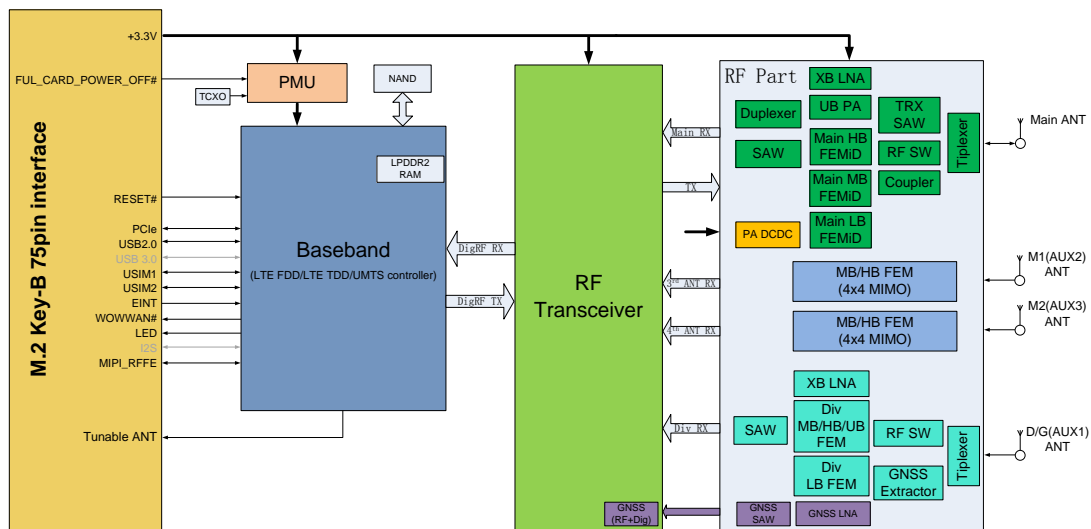 M.2 Key-B 75pin interface
+3.3V
FUL_CARD_POWER_OFF#
RESET#
PCIe
USB2.0
USB 3.0
USIM1
USIM2
EINT
WOWWAN#
LED
I2S
MIPI_RFFE
Tunable ANT
TCXO
PMU
NAND
LPDDR2
RAM
Baseband
(LTE FDD/LTE TDD/UMTS controller)
DigRF RX
DigRF TX
RF
Transceiver
GNSS
(RF+Dig)
Main RX
TX
3rd ANT RX
4th ANT RX
Div RX
RF Part
XB LNA
Duplexer
UB PA
TRX
SAW
SAW
Main HB
FEMiD
RF SW
Tiplexer
Main MB
FEMiD
Coupler
PA DCDC
Main LB
FEMiD
MB/HB FEM
(4x4 MIMO)
MB/HB FEM
(4x4 MIMO)
XB LNA
SAW
Div
MB/HB/UB
FEM
RF SW
Tiplexer
Div
LB FEM
GNSS
Extractor
GNSS
SAW
GNSS LNA
Main ANT
M1(AUX2)
ANT
M2(AUX3)
ANT
D/G(AUX1)
ANT